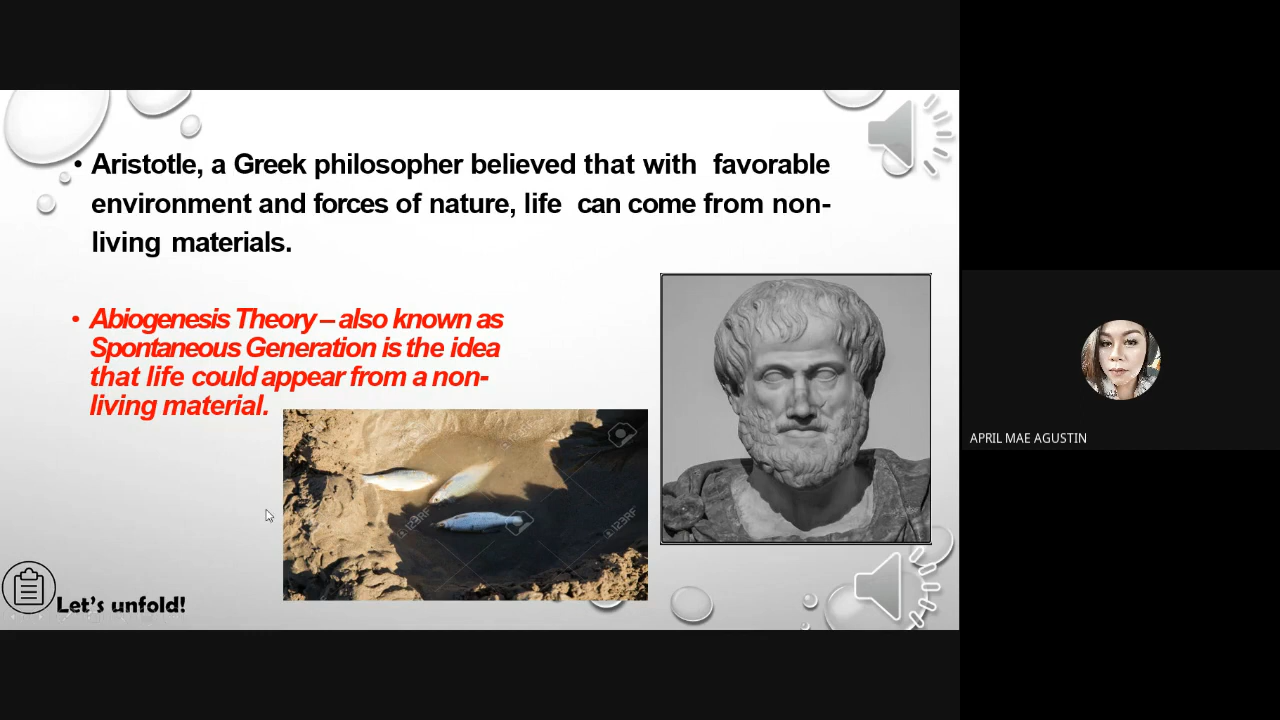 • Aristotle, a Greek philosopher believed that with favorable
environment and forces of nature, life can come from non-
living materials.
• Abiogenesis Theory – also known as
Spontaneous Generation is the idea
that life could appear from a non-
living material.
123RF
123RF
Let's unfold!
APRIL MAE AGUSTIN